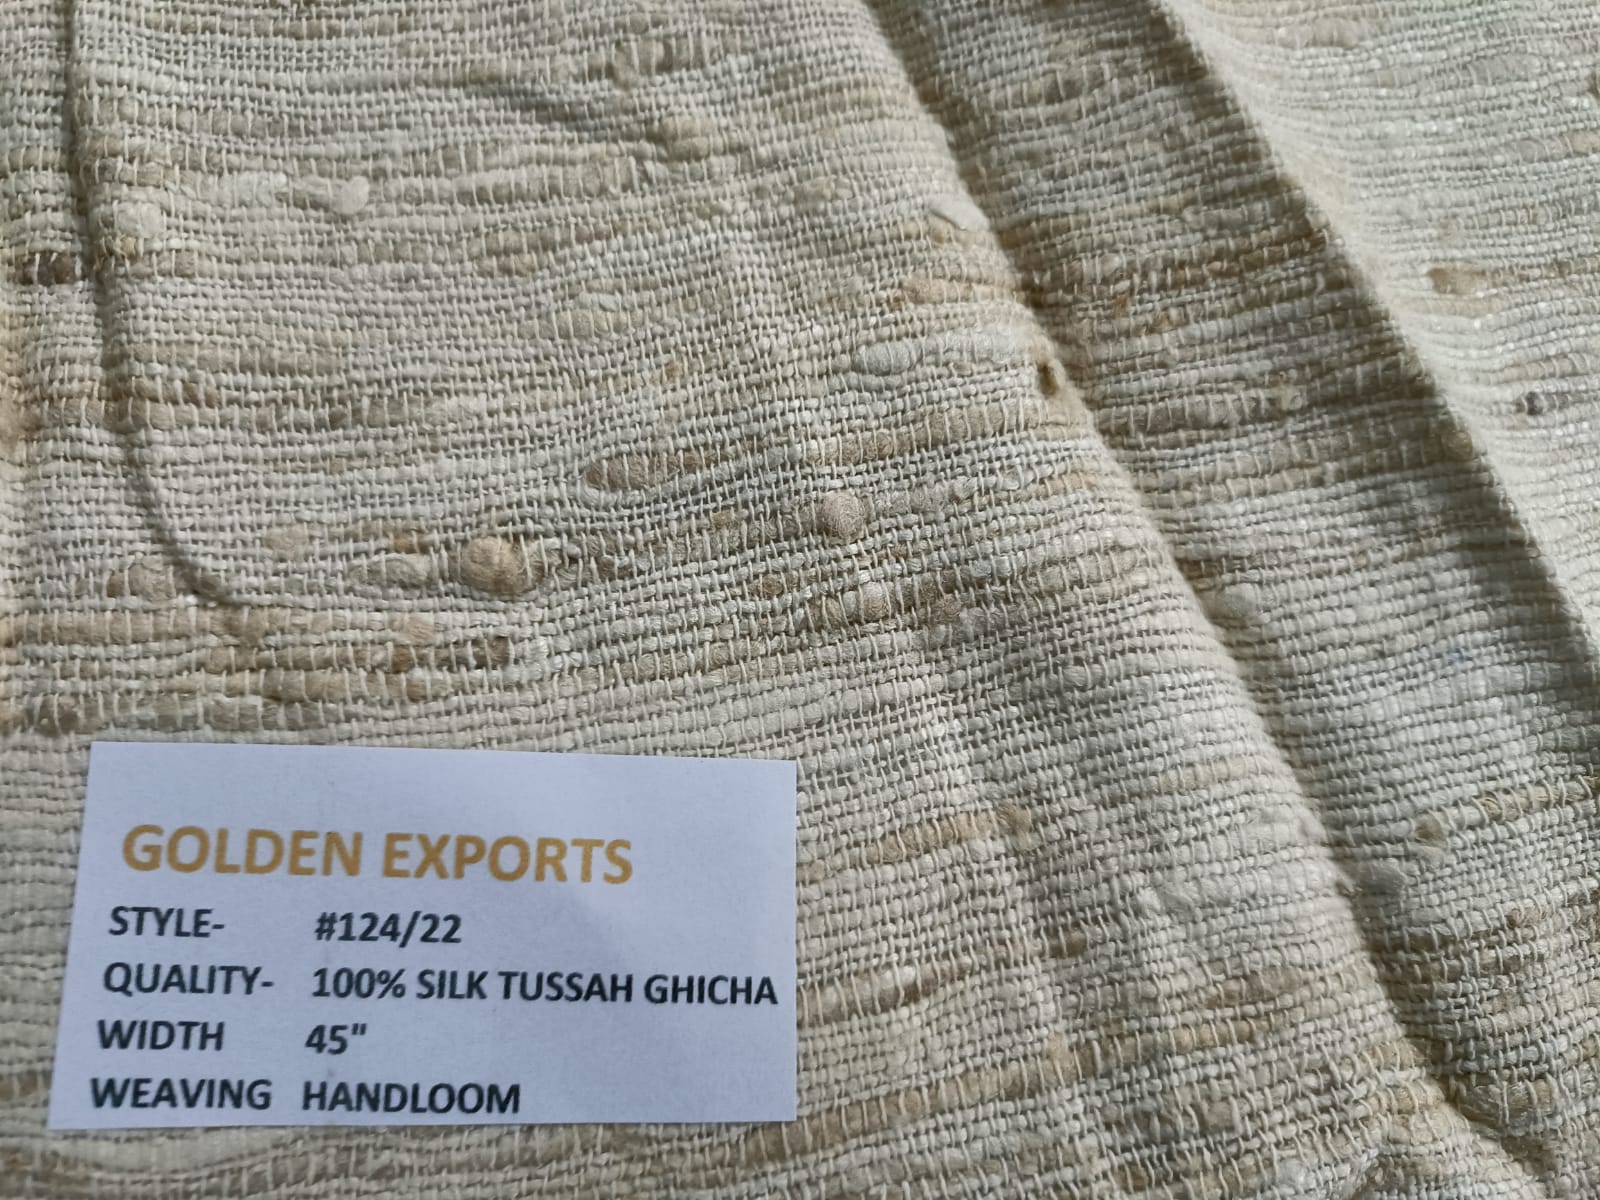 GOLDEN EXPORTS
STYLE- #124/22
QUALITY- 100% SILK TUSSAH GHICHA
WIDTH 45"
WEAVING HANDLOOM